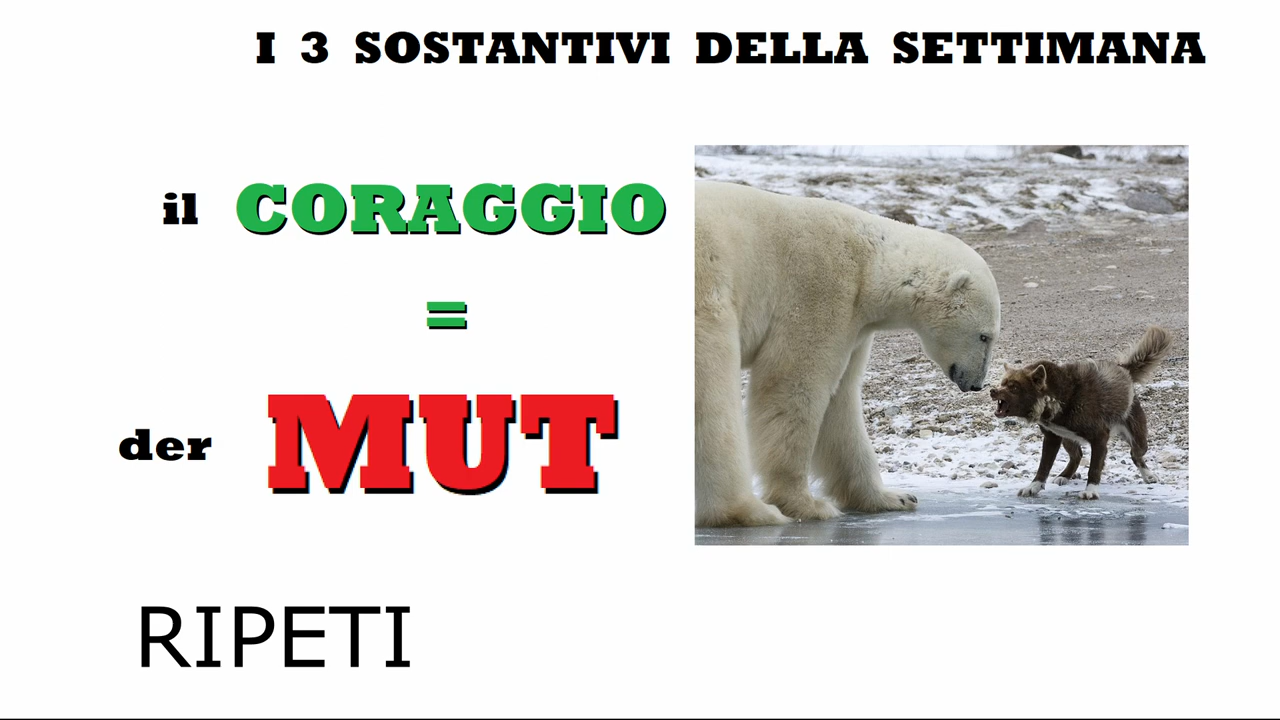 I 3 SOSTANTIVI DELLA SETTIMANA
il CORAGGIO
=
der MUT
RIPETI